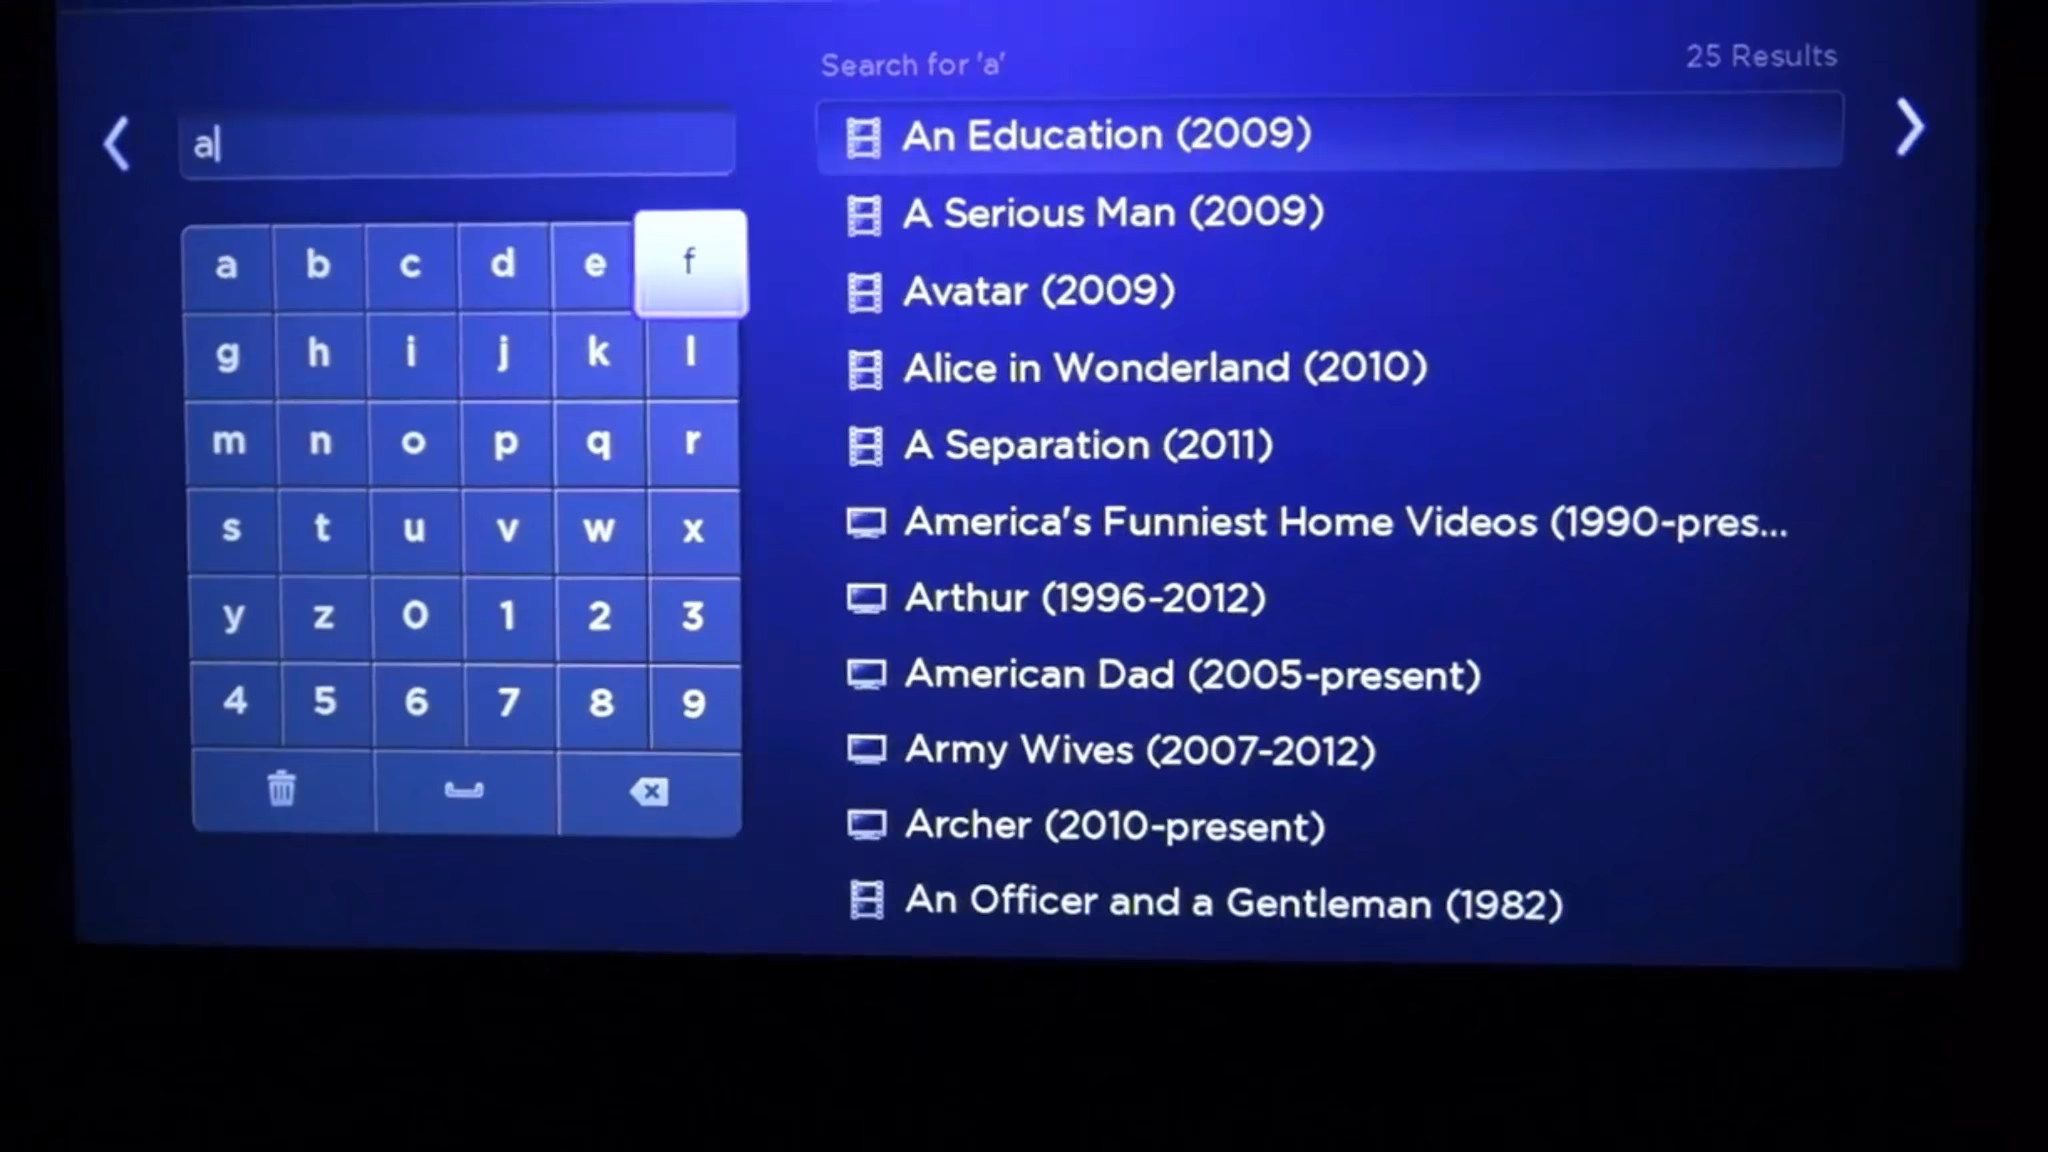 Search for 'a'
25 Results
a
a b c d e f
g h i j k l
m n o p q r
s t u v w x
y z 0 1 2 3
4 5 6 7 8 9
An Education (2009)
A Serious Man (2009)
Avatar (2009)
Alice in Wonderland (2010)
A Separation (2011)
America's Funniest Home Videos (1990-pres...
Arthur (1996-2012)
American Dad (2005-present)
Army Wives (2007-2012)
Archer (2010-present)
An Officer and a Gentleman (1982)